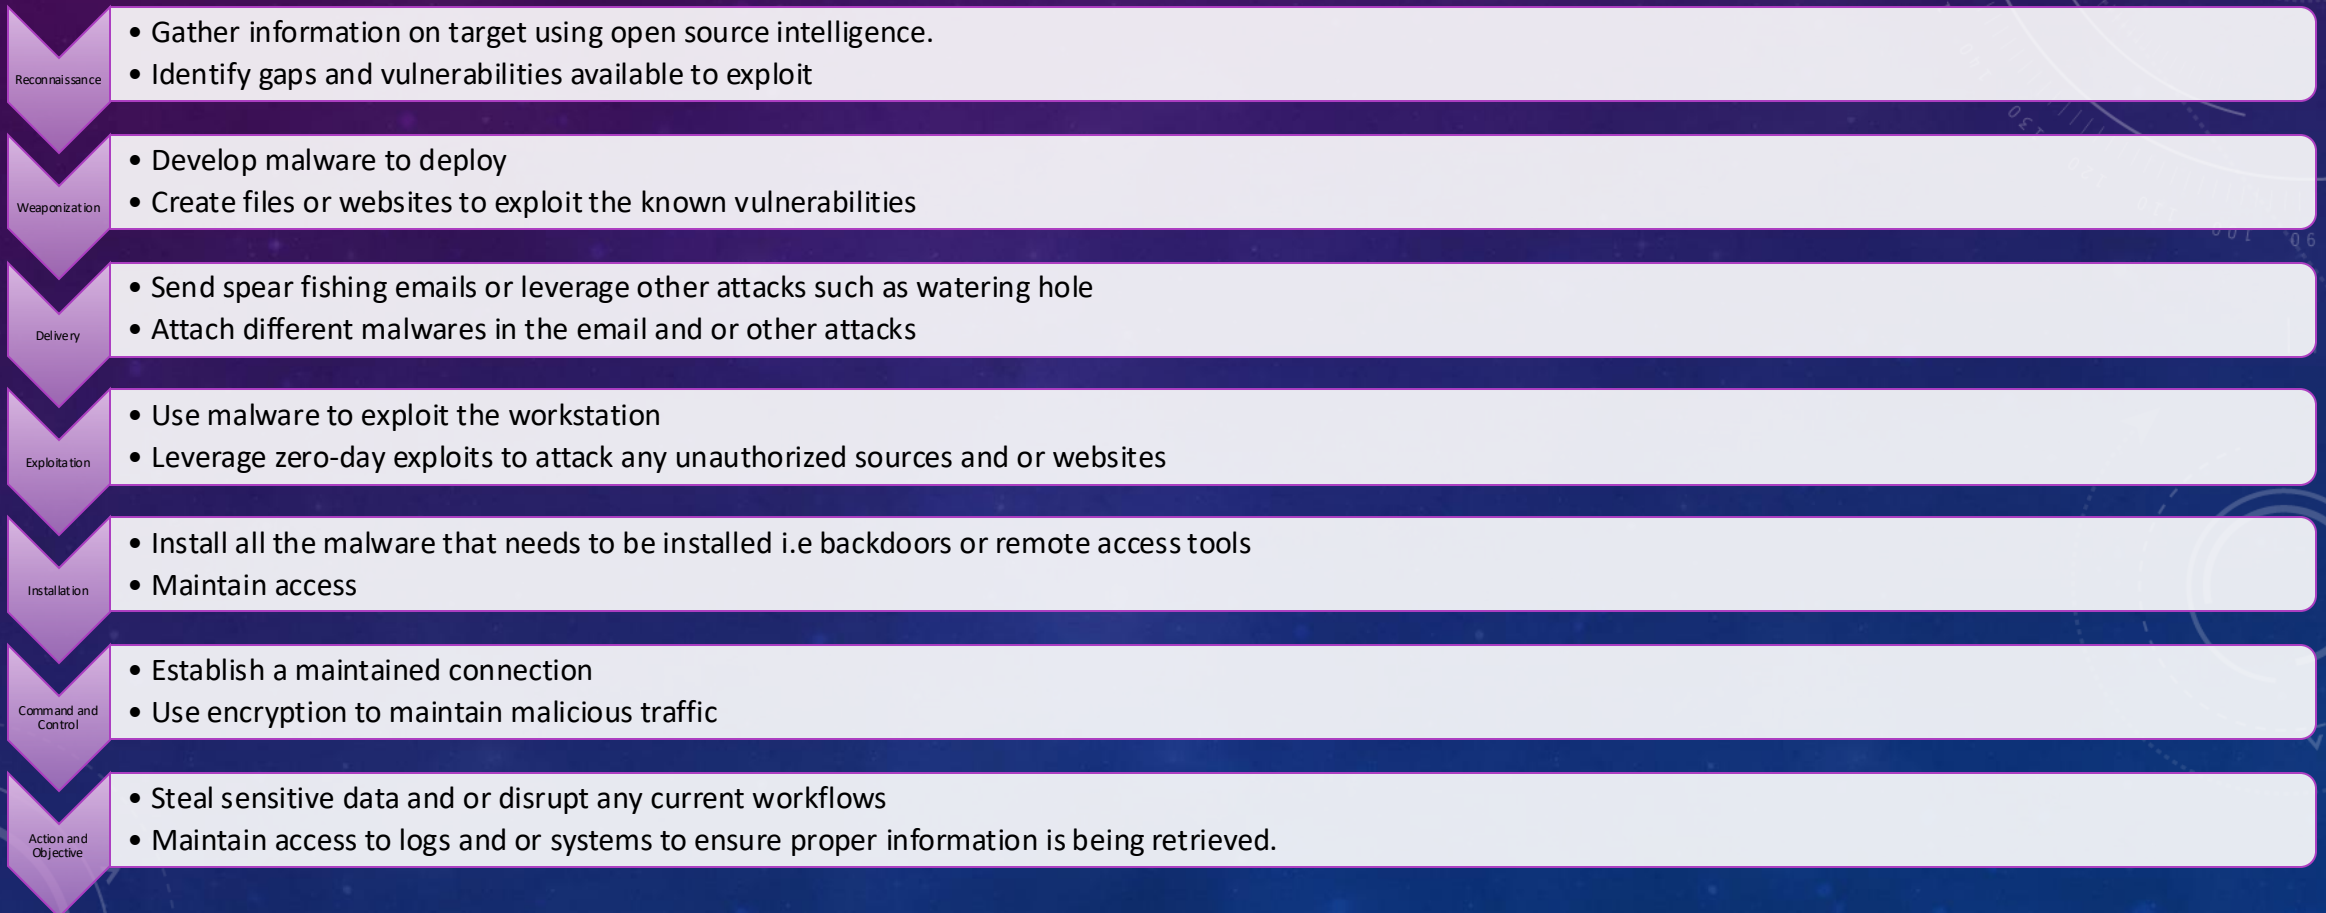 Reconnaissance
• Gather information on target using open source intelligence.
• Identify gaps and vulnerabilities available to exploit
Weaponization
• Develop malware to deploy
• Create files or websites to exploit the known vulnerabilities
Delivery
• Send spear fishing emails or leverage other attacks such as watering hole
• Attach different malwares in the email and or other attacks
Exploitation
• Use malware to exploit the workstation
• Leverage zero-day exploits to attack any unauthorized sources and or websites
Installation
• Install all the malware that needs to be installed i.e backdoors or remote access tools
• Maintain access
Command and
Control
• Establish a maintained connection
• Use encryption to maintain malicious traffic
Action and
Objective
• Steal sensitive data and or disrupt any current workflows
• Maintain access to logs and or systems to ensure proper information is being retrieved.
130
120
110
100
90